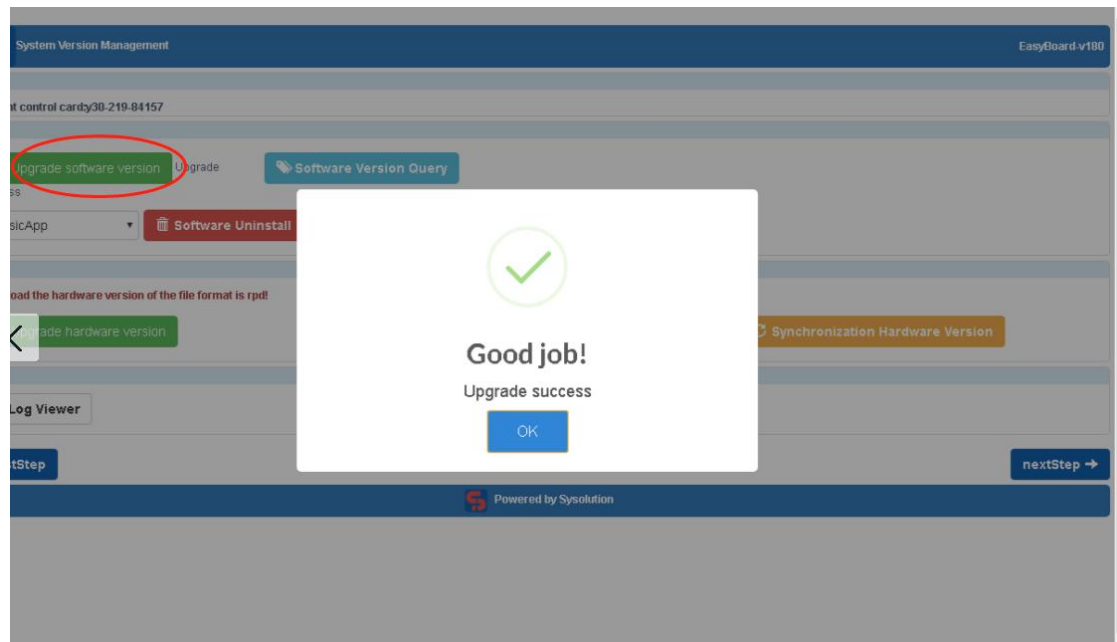 System Version Management
EasyBoard-v180
nt control card:y30-219-84157
Upgrade software version
Upgrade
Software Version Query
ss
sicApp
Software Uninstall
oad the hardware version of the file format is rpd!
grade hardware version
Synchronization Hardware Version
Good job!
Upgrade success
OK
Log Viewer
tStep
nextStep
Powered by Sysolution